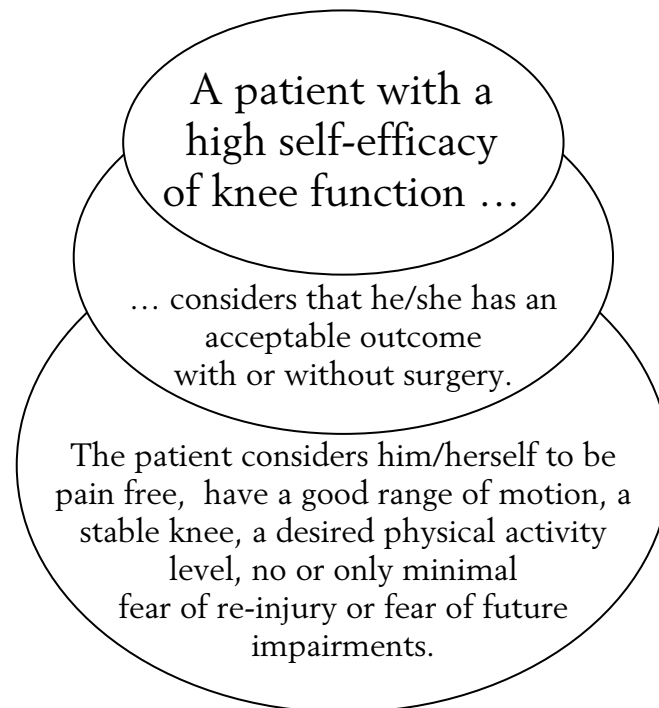 A patient with a
high self-efficacy
of knee function …
… considers that he/she has an
acceptable outcome
with or without surgery.
The patient considers him/herself to be
pain free,  have a good range of motion, a
stable knee, a desired physical activity
level, no or only minimal
fear of re-injury or fear of future
impairments.